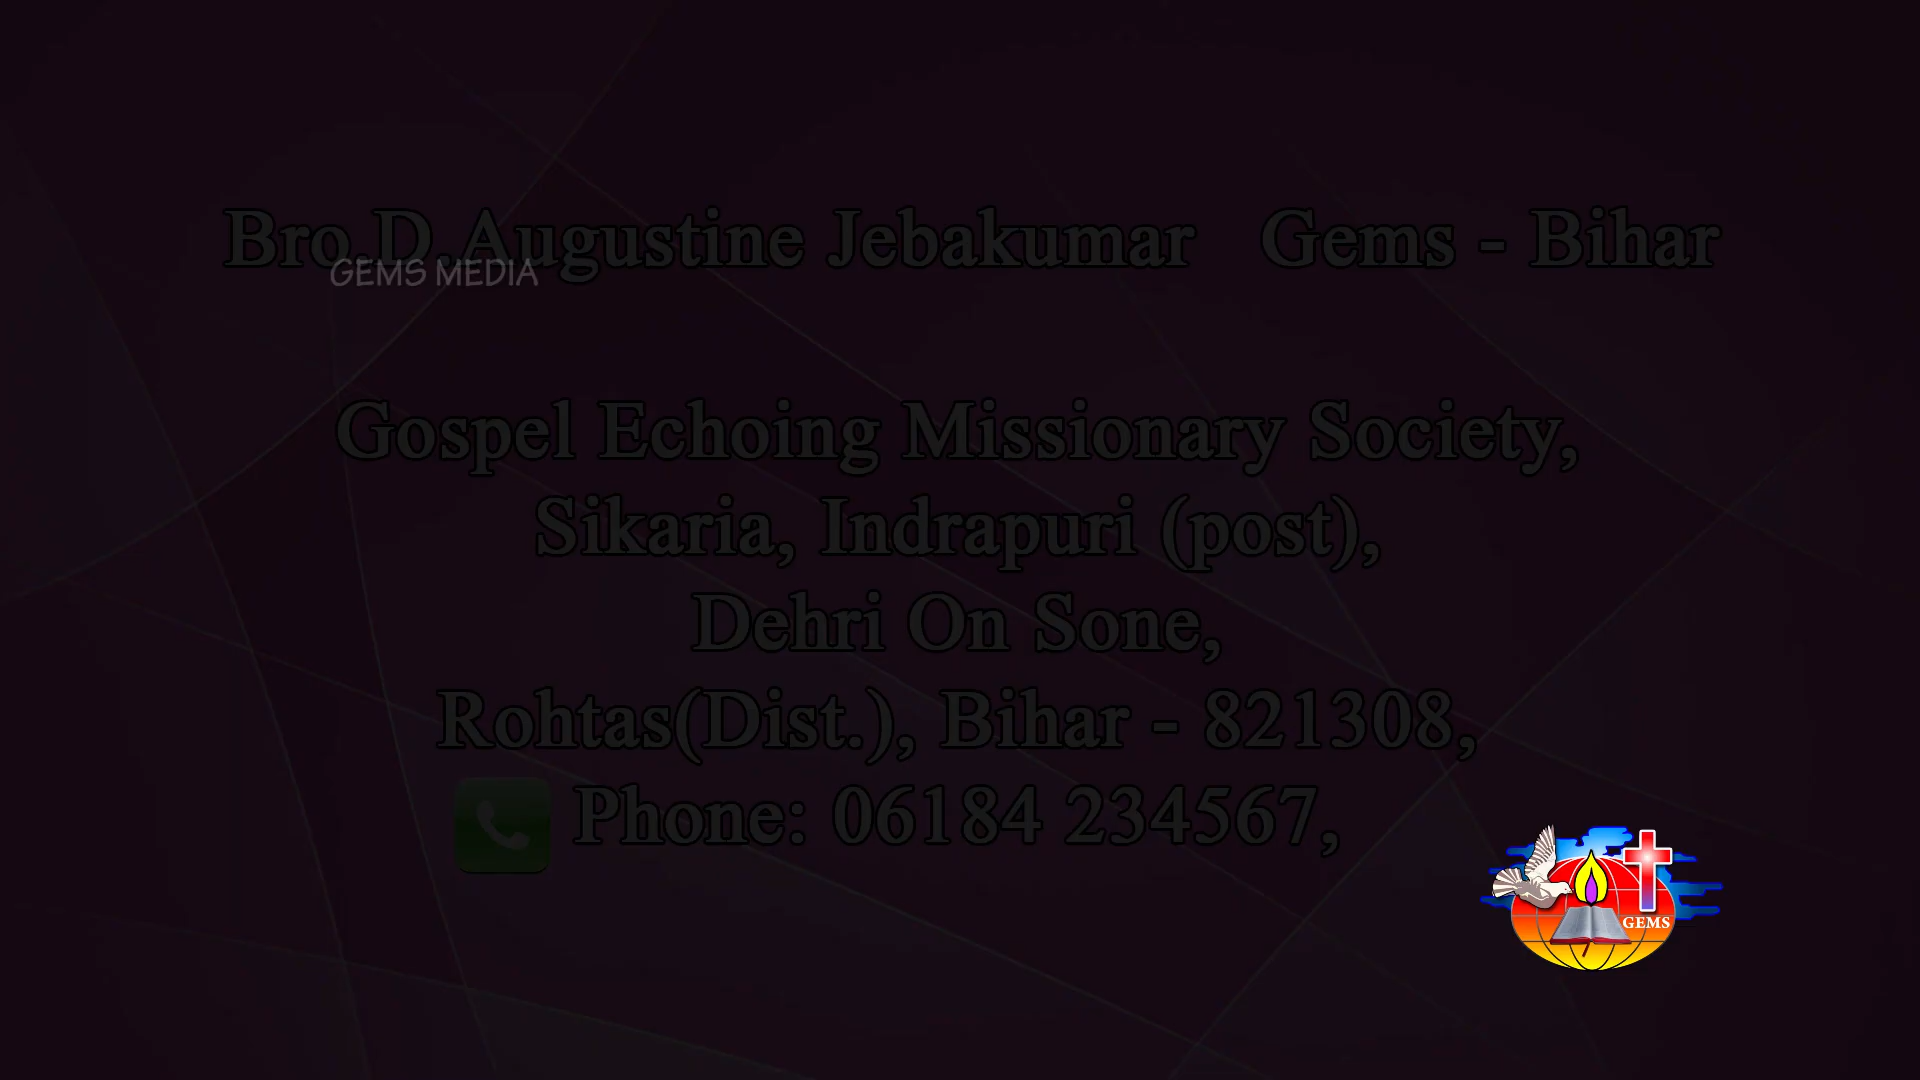 Bro.D.Augustine Jebakumar   Gems - Bihar
GEMS MEDIA
Gospel Echoing Missionary Society,
Sikaria, Indrapuri (post),
Dehri On Sone,
Rohtas(Dist.), Bihar - 821308,
Phone: 06184 234567,
GEMS